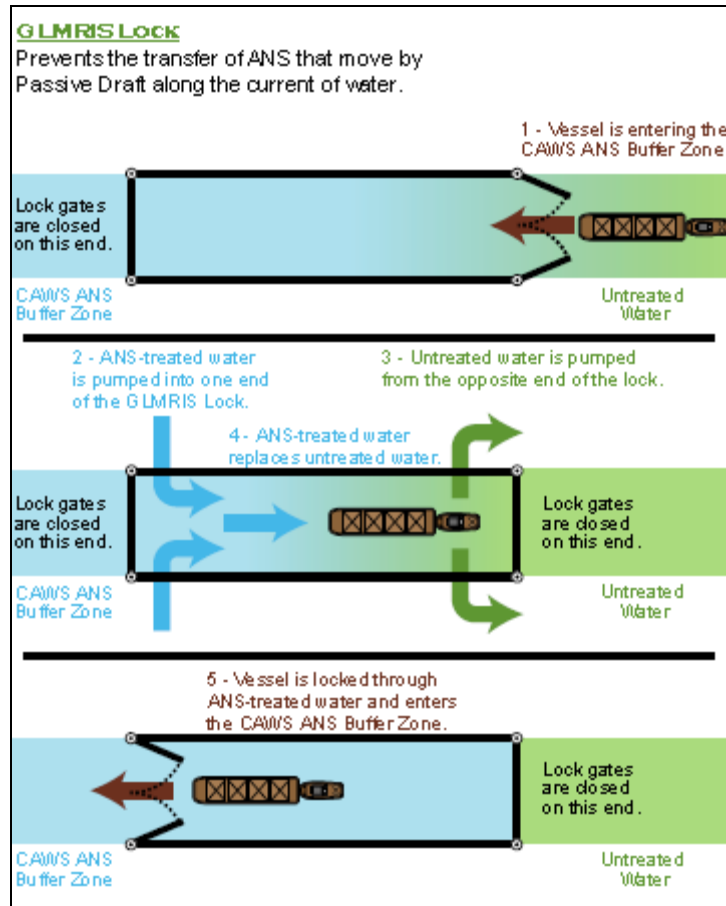 GLMRIS Lock
Prevents the transfer of ANS that move by
Passive Draft along the current of water.
1 - Vessel is entering the
CAWS ANS Buffer Zone
Lock gates
are closed
on this end.
CAWS ANS
Buffer Zone
Untreated
Water
2 - ANS-treated water
is pumped into one end
of the GLMRIS Lock.
3 - Untreated water is pumped
from the opposite end of the lock.
4 - ANS-treated water
replaces untreated water.
Lock gates
are closed
on this end.
Lock gates
are closed
on this end.
CAWS ANS
Buffer Zone
Untreated
Water
5 - Vessel is locked through
ANS-treated water and enters
the CAWS ANS Buffer Zone.
Lock gates
are closed
on this end.
CAWS ANS
Buffer Zone
Untreated
Water